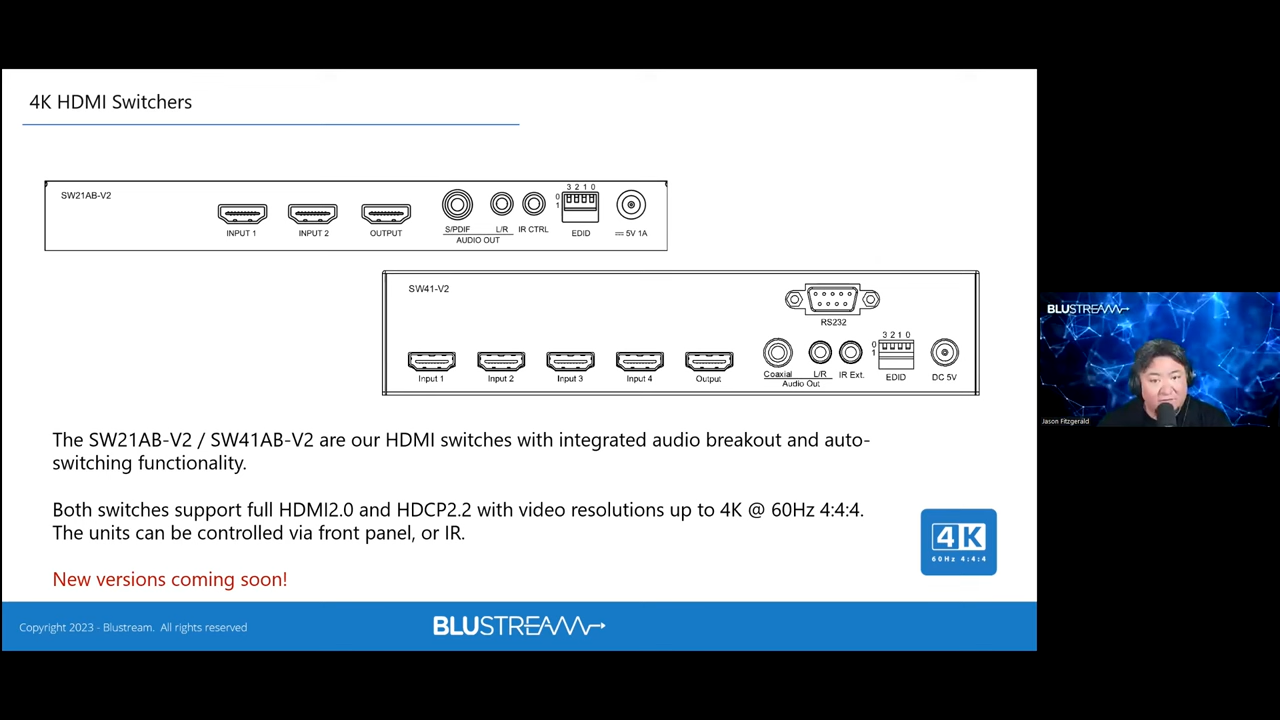 4K HDMI Switchers
SW21AB-V2
3 2 1 0
0
1
INPUT 1
INPUT 2
OUTPUT
S/PDIF
L/R
IR CTRL
EDID
5V 1A
AUDIO OUT
SW41-V2
RS232
3 2 1 0
0
1
Input 1
Input 2
Input 3
Input 4
Output
Coaxial
L/R
IR Ext.
EDID
DC 5V
Audio Out
The SW21AB-V2 / SW41AB-V2 are our HDMI switches with integrated audio breakout and auto-
switching functionality.
Both switches support full HDMI2.0 and HDCP2.2 with video resolutions up to 4K @ 60Hz 4:4:4.
The units can be controlled via front panel, or IR.
4K
60Hz 4:4:4
New versions coming soon!
Copyright 2023 - Blustream. All rights reserved
BLUSTREAM
BLUSTREAM
Jason Fitzgerald